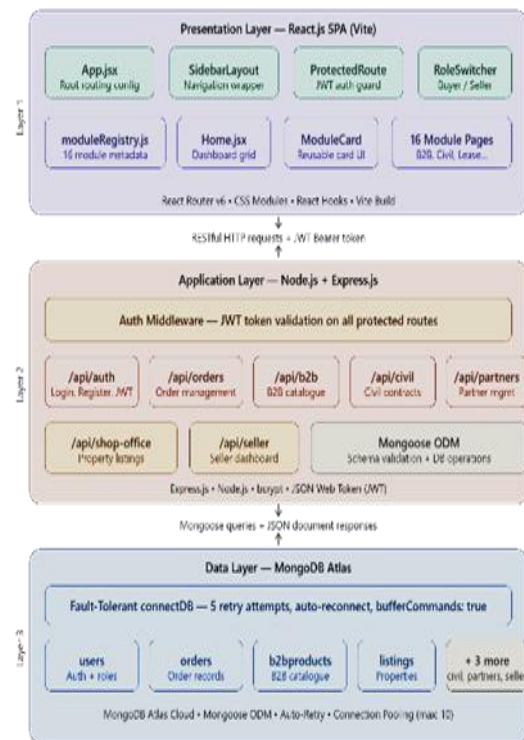 Presentation Layer — React.js SPA (Vite)
App.jsx
Root routing config
SidebarLayout
Navigation wrapper
ProtectedRoute
JWT auth guard
RoleSwitcher
Buyer / Seller
moduleRegistry.js
16 module metadata
Home.jsx
Dashboard grid
ModuleCard
Reusable card UI
16 Module Pages
B2B, Civil, Lease...
React Router v6 • CSS Modules • React Hooks • Vite Build
Layer 1
RESTful HTTP requests + JWT Bearer token
Application Layer — Node.js + Express.js
Auth Middleware — JWT token validation on all protected routes
/api/auth
Login, Register, JWT
/api/orders
Order management
/api/b2b
B2B catalogue
/api/civil
Civil contracts
/api/partners
Partner mgmt
/api/shop-office
Property listings
/api/seller
Seller dashboard
Mongoose ODM
Schema validation + DB operations
Express.js • Node.js • bcrypt • JSON Web Token (JWT)
Layer 2
Mongoose queries + JSON document responses
Data Layer — MongoDB Atlas
Fault-Tolerant connectDB — 5 retry attempts, auto-reconnect, bufferCommands: true
users
Auth + roles
orders
Order records
b2bproducts
B2B catalogue
listings
Properties
+ 3 more
civil, partners, selle
MongoDB Atlas Cloud • Mongoose ODM • Auto-Retry • Connection Pooling (max 10)
Layer 3